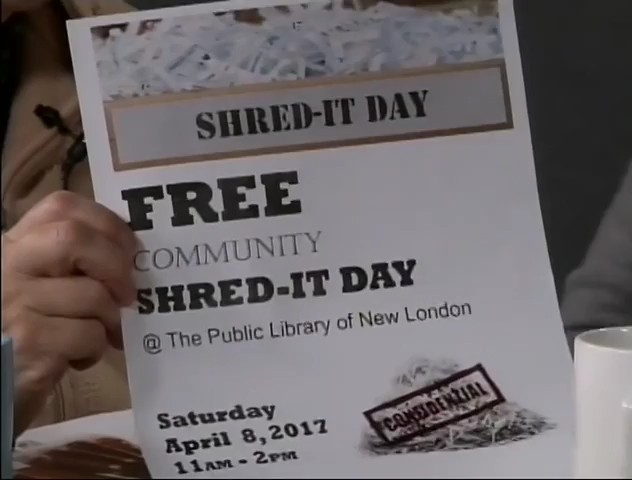 SHRED-IT DAY
FREE
COMMUNITY
SHRED-IT DAY
@ The Public Library of New London
CONFIDENTIAL
Saturday
April 8, 2017
11AM - 2PM